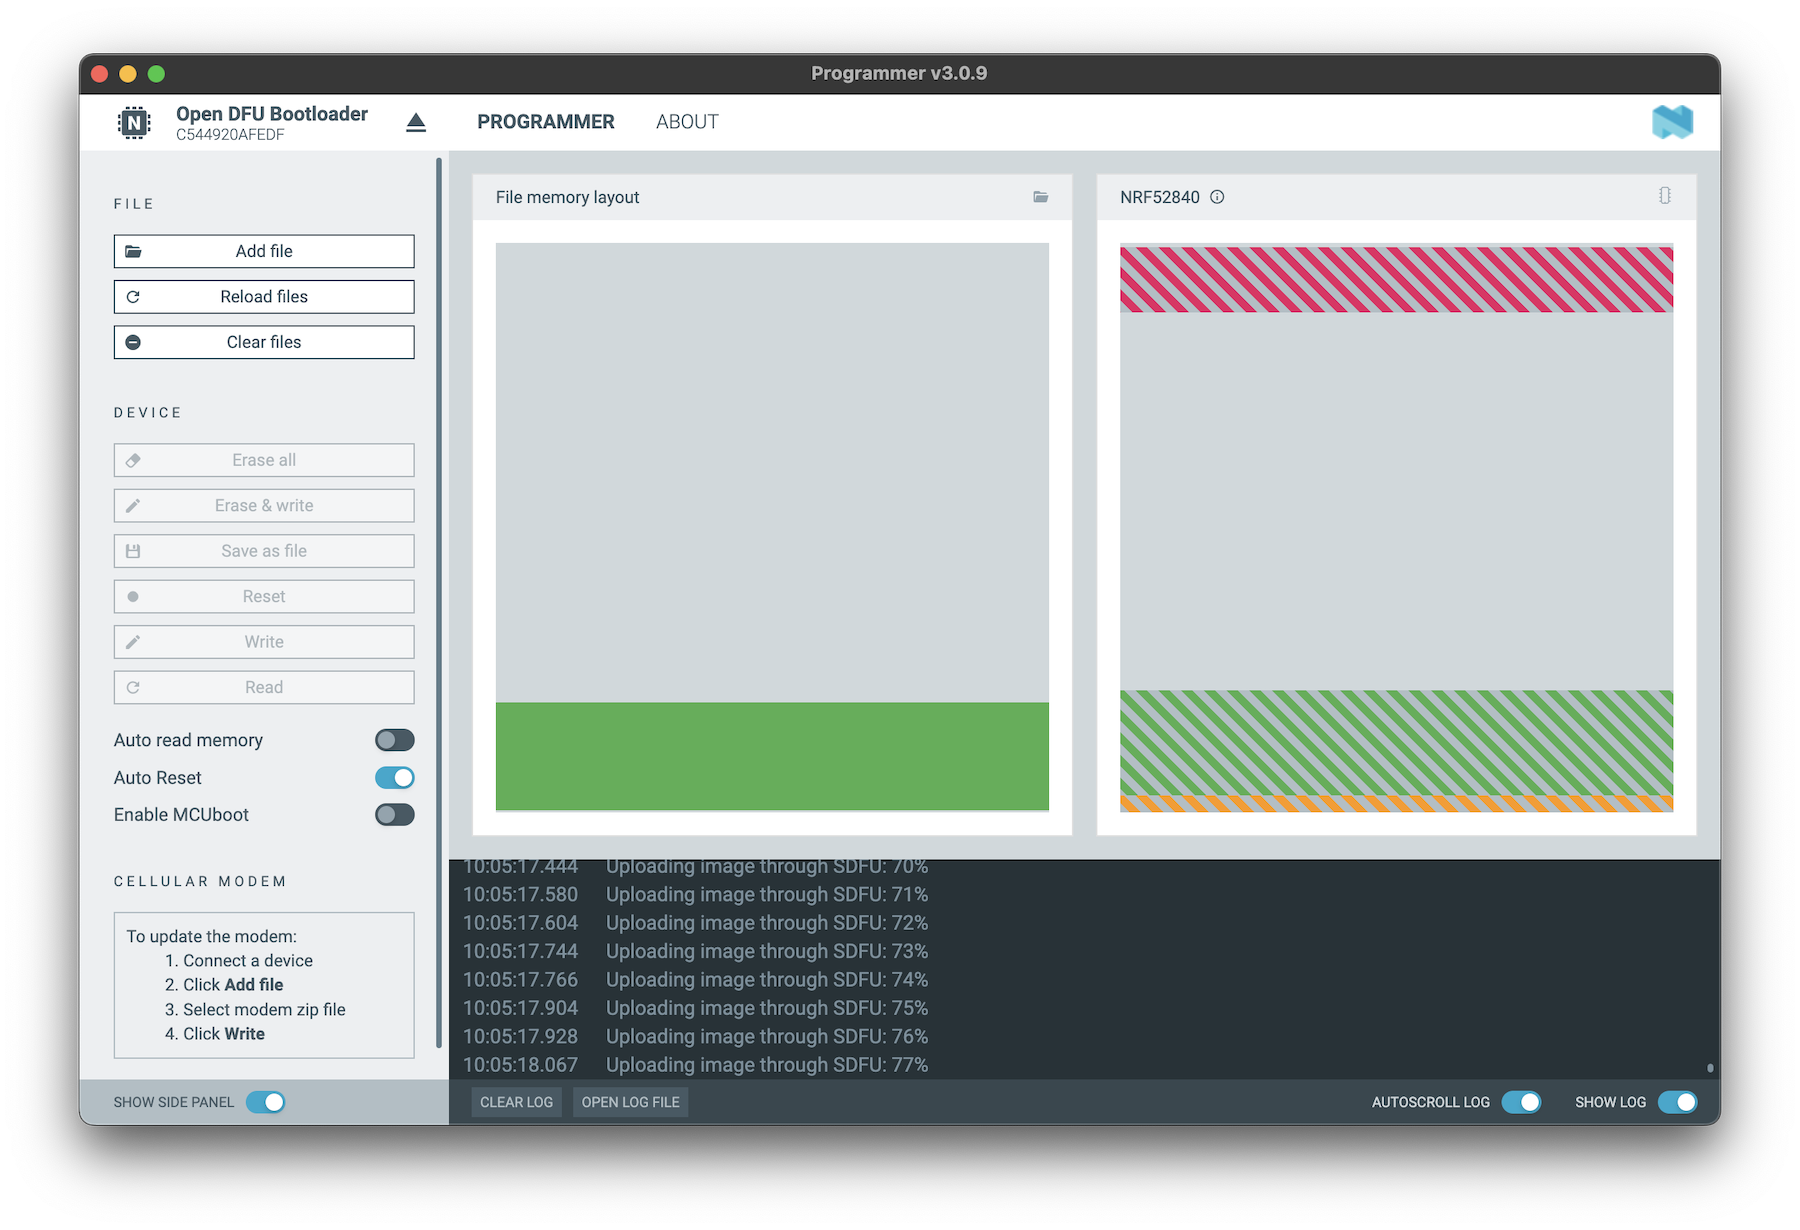 Programmer v3.0.9
N
Open DFU Bootloader
C544920AFEDF
PROGRAMMER
ABOUT
FILE
Add file
Reload files
Clear files
DEVICE
Erase all
Erase & write
Save as file
Reset
Write
Read
Auto read memory
Auto Reset
Enable MCUboot
CELLULAR MODEM
To update the modem:
1. Connect a device
2. Click Add file
3. Select modem zip file
4. Click Write
SHOW SIDE PANEL
File memory layout
NRF52840
10:05:17.444 Uploading image through SDFU: 70%
10:05:17.580 Uploading image through SDFU: 71%
10:05:17.604 Uploading image through SDFU: 72%
10:05:17.744 Uploading image through SDFU: 73%
10:05:17.766 Uploading image through SDFU: 74%
10:05:17.904 Uploading image through SDFU: 75%
10:05:17.928 Uploading image through SDFU: 76%
10:05:18.067 Uploading image through SDFU: 77%
CLEAR LOG
OPEN LOG FILE
AUTOSCROLL LOG
SHOW LOG